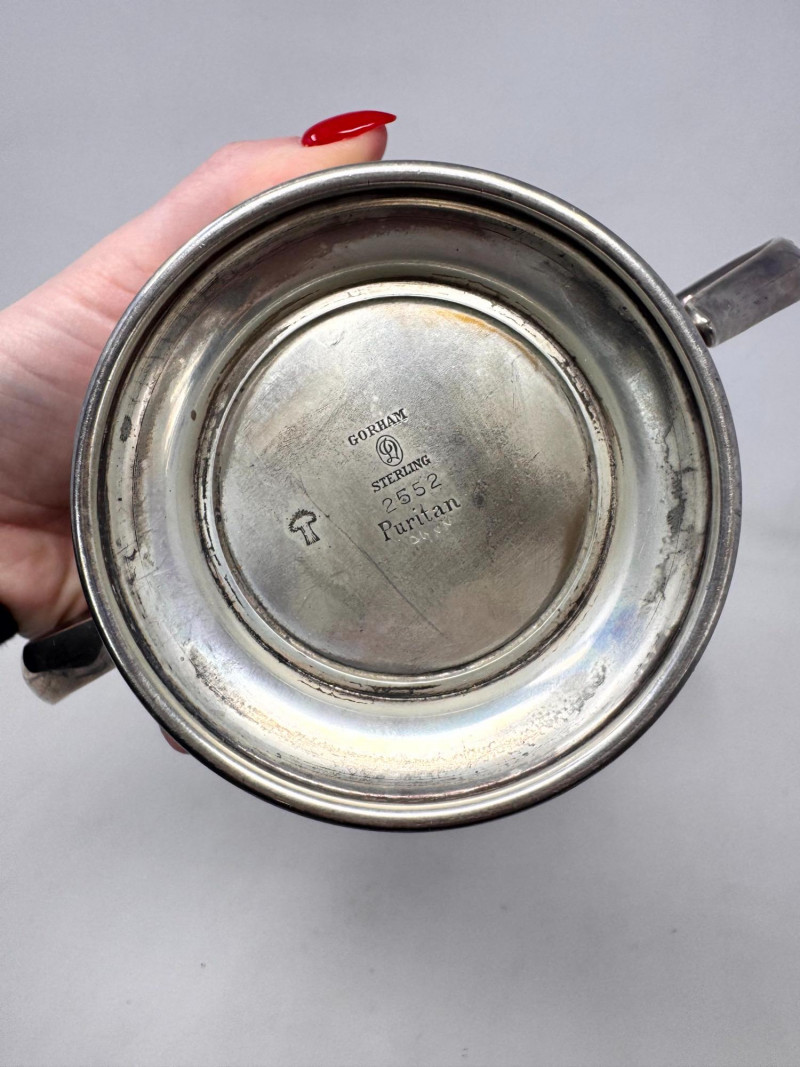 GORHAM
STERLING
2552
Puritan